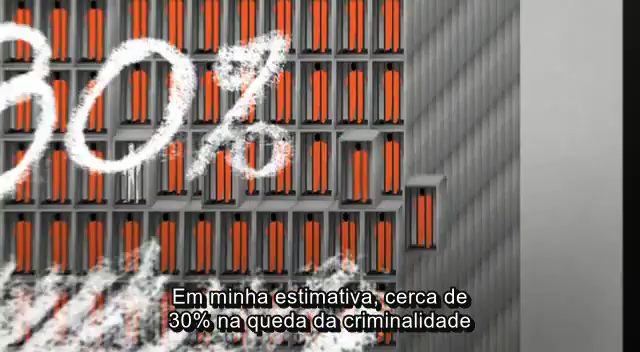 30%
Em minha estimativa, cerca de
30% na queda da criminalidade